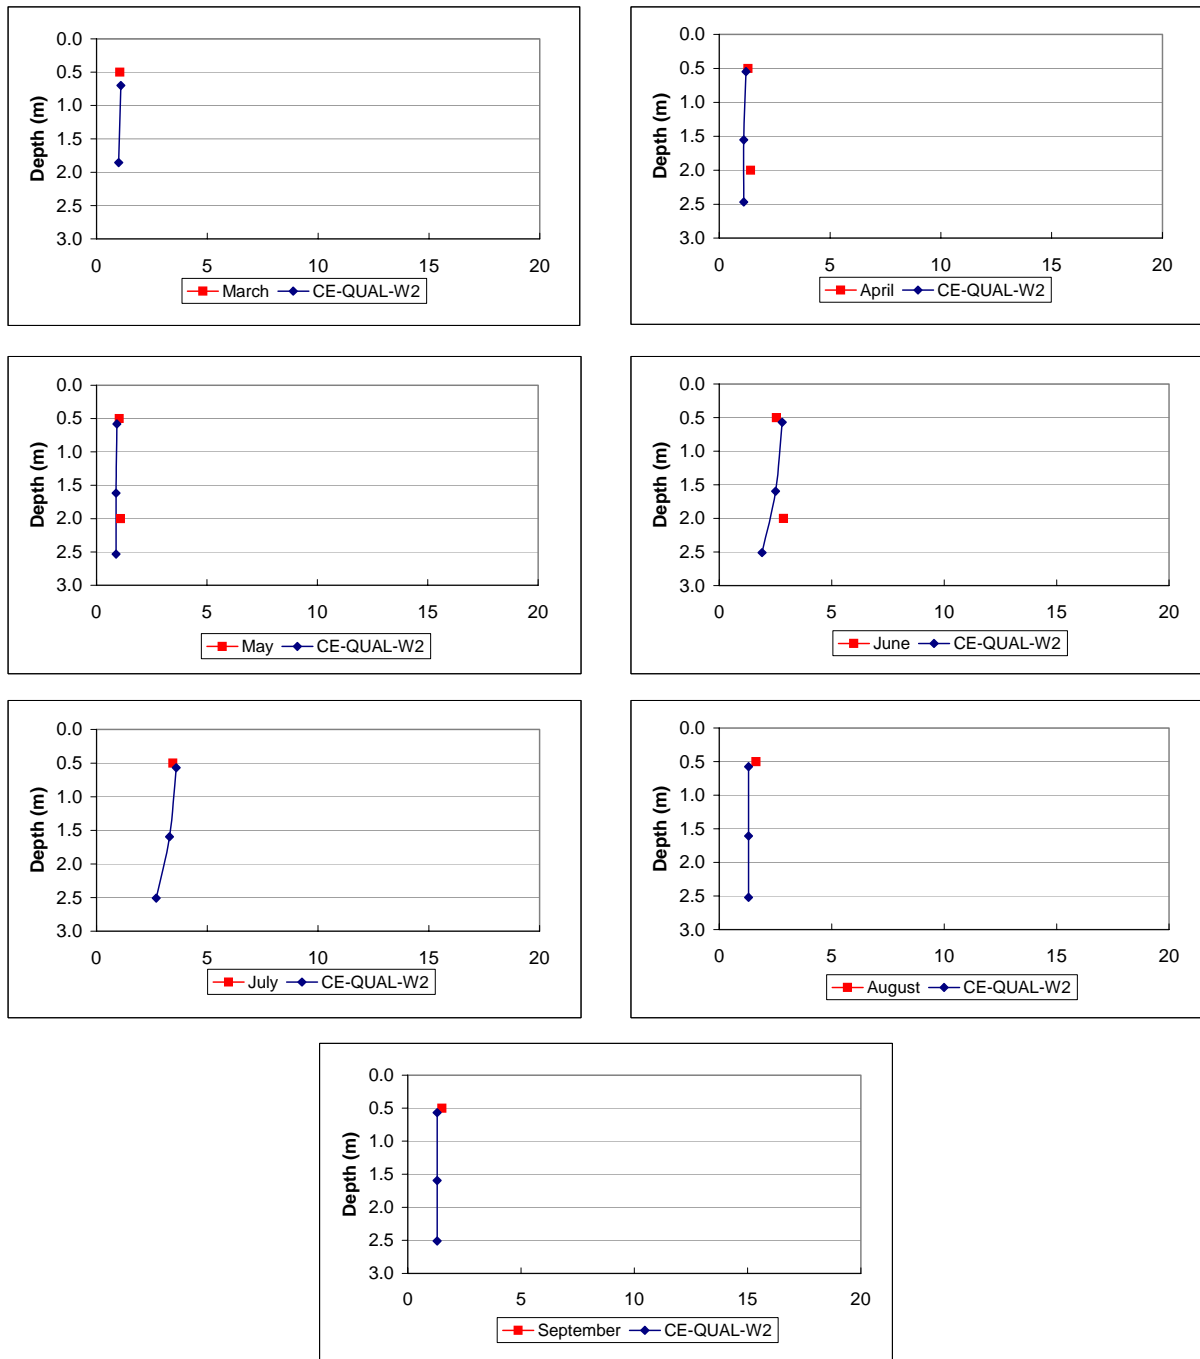 0.0
0.5
1.0
1.5
2.0
2.5
3.0
Depth (m)
0 5 10 15 20
March CE-QUAL-W2
0.0
0.5
1.0
1.5
2.0
2.5
3.0
Depth (m)
0 5 10 15 20
April CE-QUAL-W2
0.0
0.5
1.0
1.5
2.0
2.5
3.0
Depth (m)
0 5 10 15 20
May CE-QUAL-W2
0.0
0.5
1.0
1.5
2.0
2.5
3.0
Depth (m)
0 5 10 15 20
June CE-QUAL-W2
0.0
0.5
1.0
1.5
2.0
2.5
3.0
Depth (m)
0 5 10 15 20
July CE-QUAL-W2
0.0
0.5
1.0
1.5
2.0
2.5
3.0
Depth (m)
0 5 10 15 20
August CE-QUAL-W2
0.0
0.5
1.0
1.5
2.0
2.5
3.0
Depth (m)
0 5 10 15 20
September CE-QUAL-W2